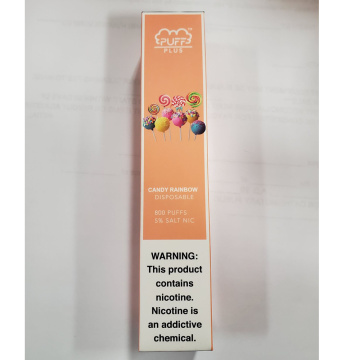 PUFF
PLUS
CANDY RAINBOW
DISPOSABLE
800 PUFFS
5% SALT NIC
WARNING:
This product
contains
nicotine.
Nicotine is
an addictive
chemical.